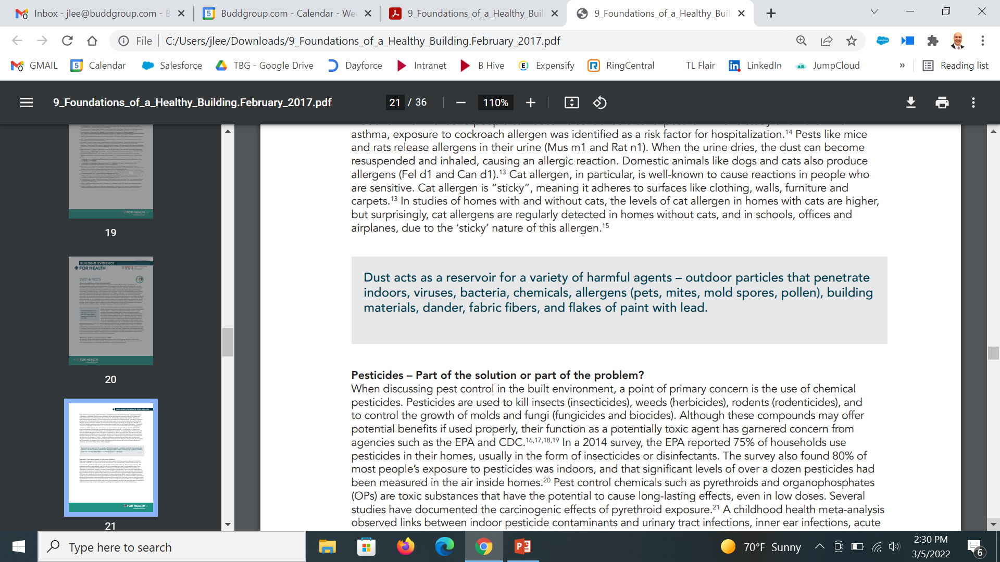 Inbox - jlee@buddgroup.com - B
Buddgroup.com - Calendar - We
9_Foundations_of_a_Healthy_Buil
9_Foundations_of_a_Healthy_Buil
File
C:/Users/jlee/Downloads/9_Foundations_of_a_Healthy_Building.February_2017.pdf
GMAIL
5 Calendar
Salesforce
TBG - Google Drive
Dayforce
Intranet
B Hive
Expensify
RingCentral
TL Flair
LinkedIn
JumpCloud
»
Reading list
9_Foundations_of_a_Healthy_Building.February_2017.pdf
21 / 36
110%
19
BUILDING EVIDENCE
FOR HEALTH
DUST & PESTS
FOR HEALTH
20
BUILDING EVIDENCE FOR HEALTH
FOR HEALTH
21
asthma, exposure to cockroach allergen was identified as a risk factor for hospitalization.14 Pests like mice
and rats release allergens in their urine (Mus m1 and Rat n1). When the urine dries, the dust can become
resuspended and inhaled, causing an allergic reaction. Domestic animals like dogs and cats also produce
allergens (Fel d1 and Can d1).13 Cat allergen, in particular, is well-known to cause reactions in people who
are sensitive. Cat allergen is “sticky”, meaning it adheres to surfaces like clothing, walls, furniture and
carpets.13 In studies of homes with and without cats, the levels of cat allergen in homes with cats are higher,
but surprisingly, cat allergens are regularly detected in homes without cats, and in schools, offices and
airplanes, due to the ‘sticky’ nature of this allergen.15
Dust acts as a reservoir for a variety of harmful agents – outdoor particles that penetrate
indoors, viruses, bacteria, chemicals, allergens (pets, mites, mold spores, pollen), building
materials, dander, fabric fibers, and flakes of paint with lead.
Pesticides – Part of the solution or part of the problem?
When discussing pest control in the built environment, a point of primary concern is the use of chemical
pesticides. Pesticides are used to kill insects (insecticides), weeds (herbicides), rodents (rodenticides), and
to control the growth of molds and fungi (fungicides and biocides). Although these compounds may offer
potential benefits if used properly, their function as a potentially toxic agent has garnered concern from
agencies such as the EPA and CDC.16,17,18,19 In a 2014 survey, the EPA reported 75% of households use
pesticides in their homes, usually in the form of insecticides or disinfectants. The survey also found 80% of
most people’s exposure to pesticides was indoors, and that significant levels of over a dozen pesticides had
been measured in the air inside homes.20 Pest control chemicals such as pyrethroids and organophosphates
(OPs) are toxic substances that have the potential to cause long-lasting effects, even in low doses. Several
studies have documented the carcinogenic effects of pyrethroid exposure.21 A childhood health meta-analysis
observed links between indoor pesticide contaminants and urinary tract infections, inner ear infections, acute
Type here to search
70°F Sunny
2:30 PM
3/5/2022
6